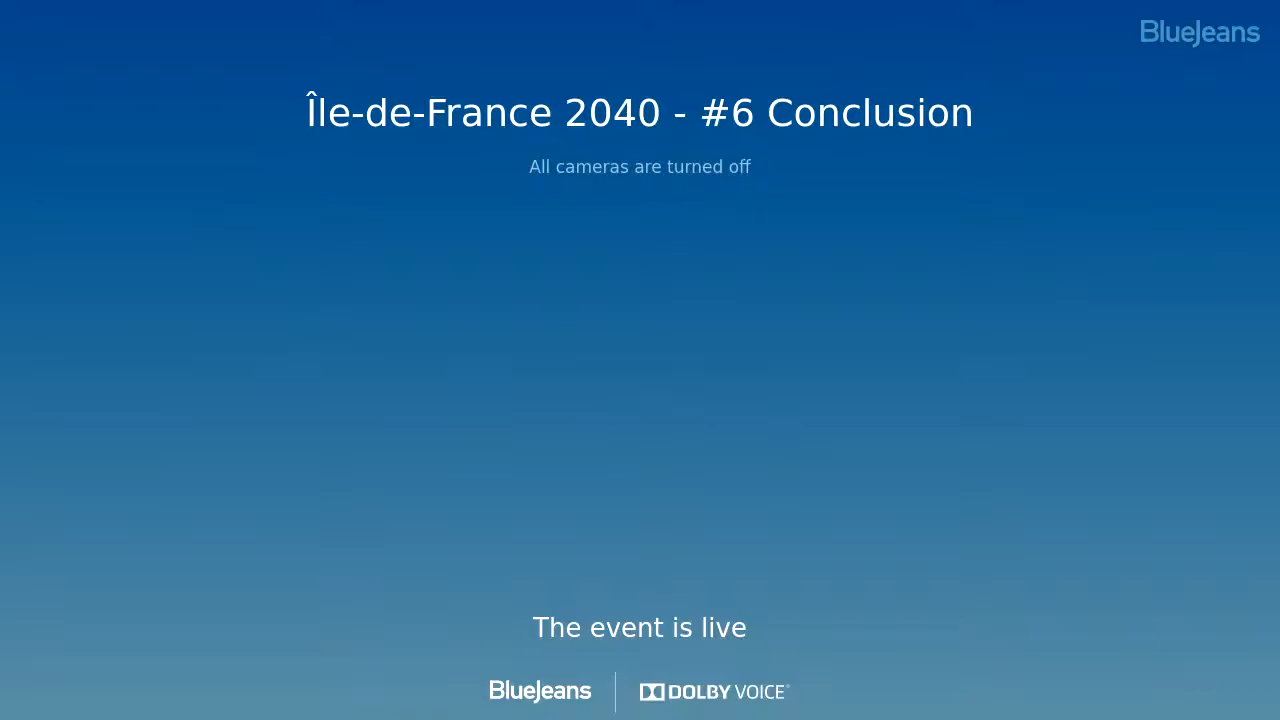 BlueJeans
Île-de-France 2040 - #6 Conclusion
All cameras are turned off
The event is live
BlueJeans
DOLBY VOICE®